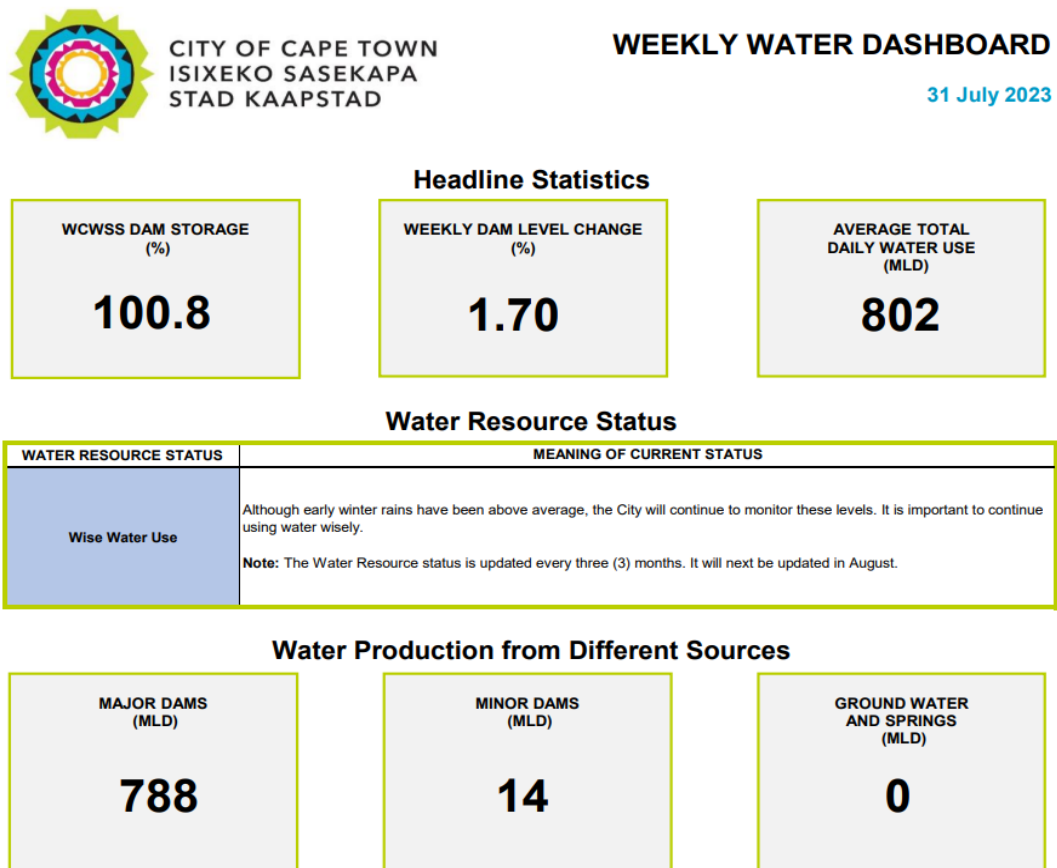 CITY OF CAPE TOWN
ISIXEKO SASEKAPA
STAD KAAPSTAD
WEEKLY WATER DASHBOARD
31 July 2023
Headline Statistics
WCWSS DAM STORAGE
(%)
100.8
WEEKLY DAM LEVEL CHANGE
(%)
1.70
AVERAGE TOTAL
DAILY WATER USE
(MLD)
802
Water Resource Status
WATER RESOURCE STATUS
MEANING OF CURRENT STATUS
Wise Water Use
Although early winter rains have been above average, the City will continue to monitor these levels. It is important to continue
using water wisely.
Note: The Water Resource status is updated every three (3) months. It will next be updated in August.
Water Production from Different Sources
MAJOR DAMS
(MLD)
788
MINOR DAMS
(MLD)
14
GROUND WATER
AND SPRINGS
(MLD)
0